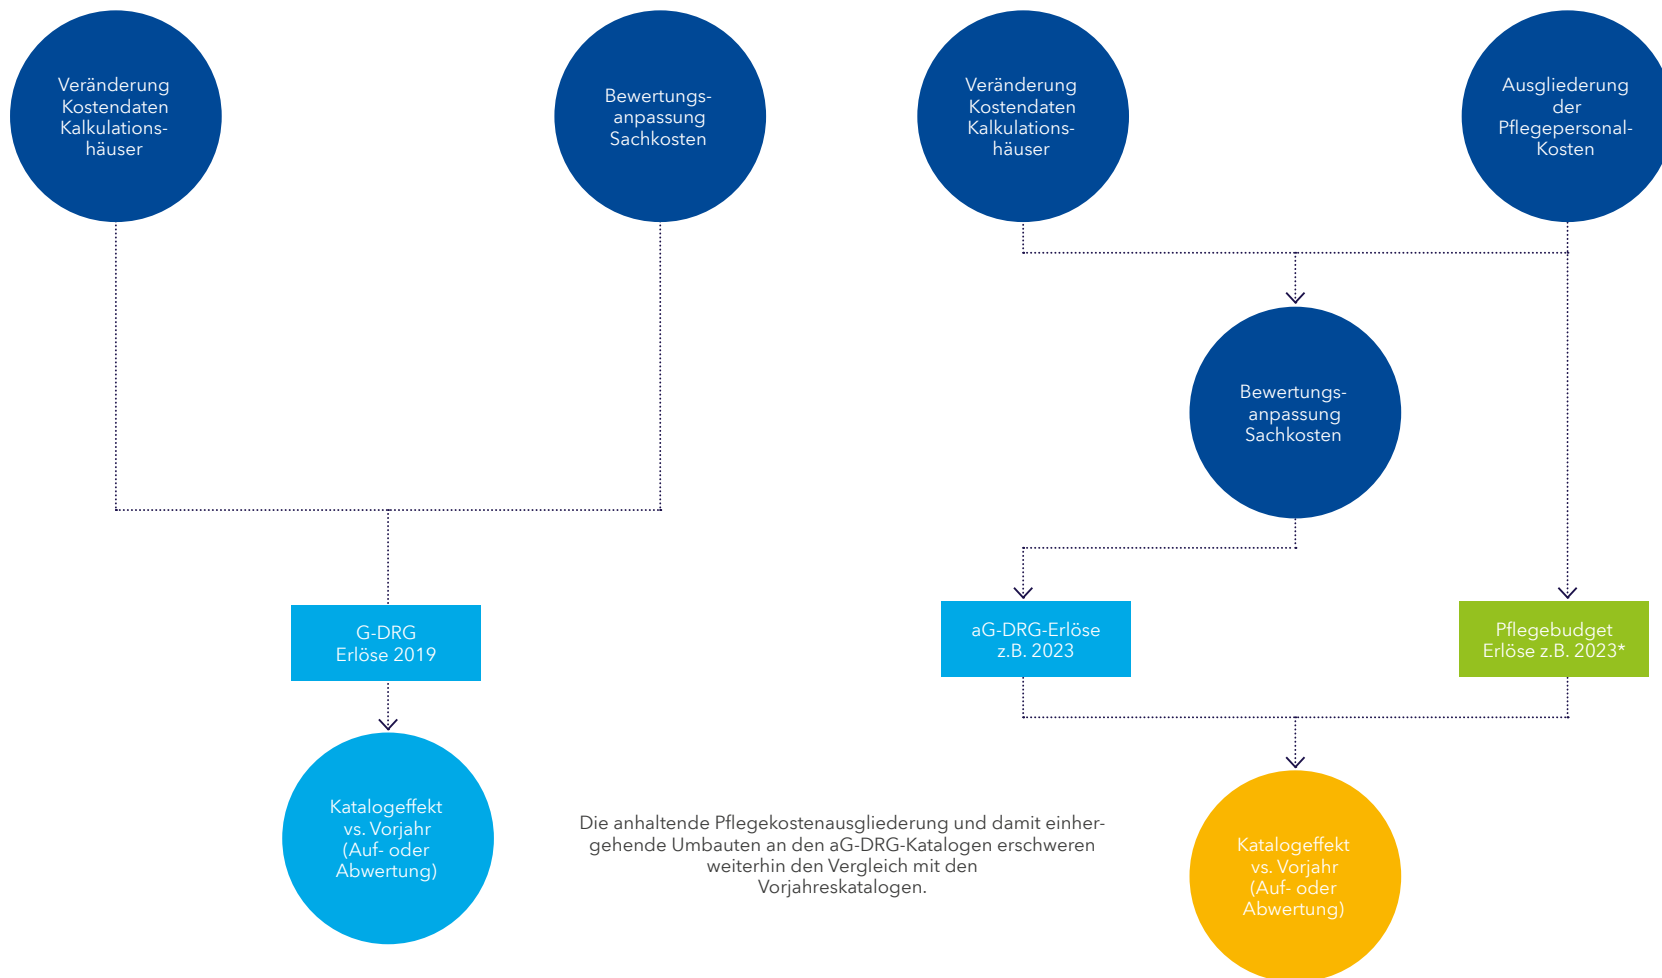 Veränderung
Kostendaten
Kalkulations-
häuser
Bewertungs-
anpassung
Sachkosten
Veränderung
Kostendaten
Kalkulations-
häuser
Ausgliederung
der
Pflegepersonal-
Kosten
Bewertungs-
anpassung
Sachkosten
G-DRG
Erlöse 2019
aG-DRG-Erlöse
z.B. 2023
Pflegebudget
Erlöse z.B. 2023*
Katalogeffekt
vs. Vorjahr
(Auf- oder
Abwertung)
Die anhaltende Pflegekostenausgliederung und damit einher-
gehende Umbauten an den aG-DRG-Katalogen erschweren
weiterhin den Vergleich mit den
Vorjahreskatalogen.
Katalogeffekt
vs. Vorjahr
(Auf- oder
Abwertung)